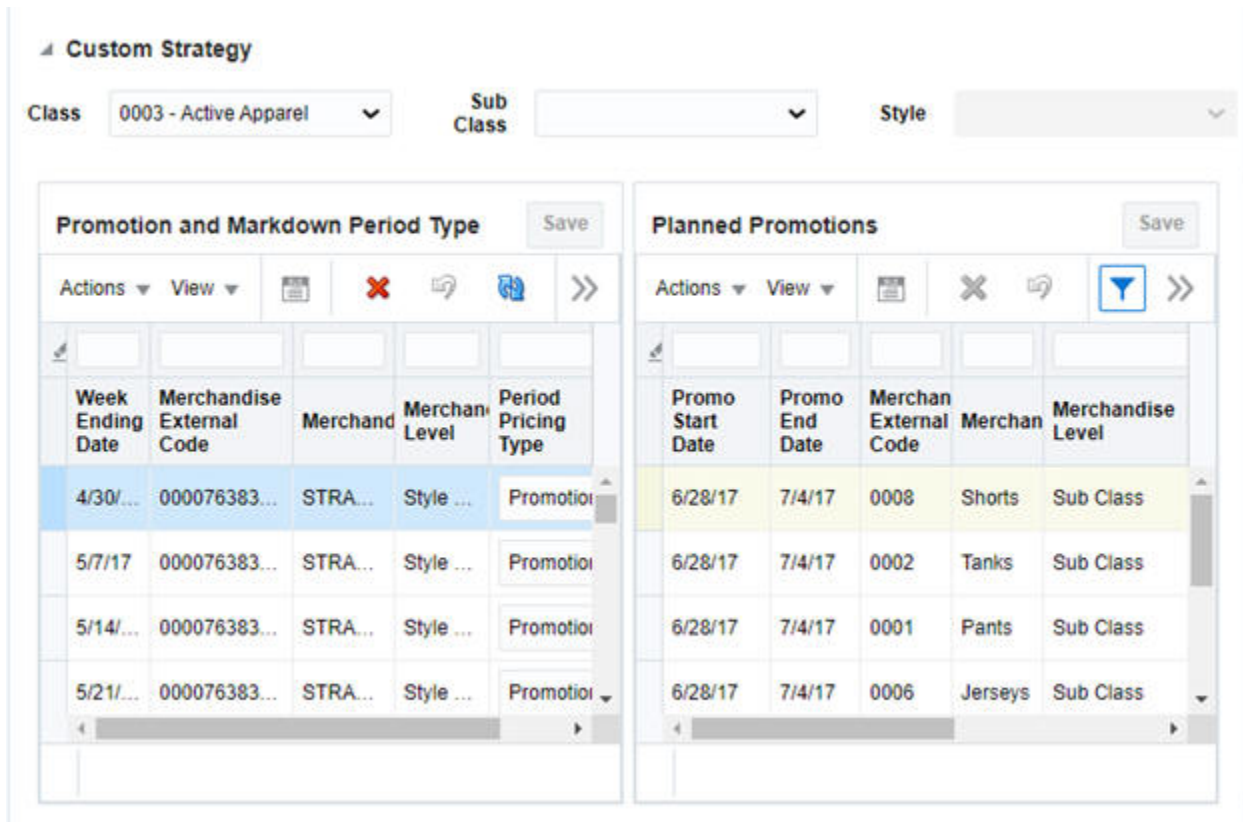 Custom Strategy
Class 0003 - Active Apparel Sub Class Style
Promotion and Markdown Period Type Save
Actions View
Week Ending Date Merchandise External Code Merchand Merchan Level Period Pricing Type
4/30/... 000076383... STRA... Style ... Promotion
5/7/17 000076383... STRA... Style ... Promotion
5/14/... 000076383... STRA... Style ... Promotion
5/21/... 000076383... STRA... Style ... Promotion
Planned Promotions Save
Actions View
Promo Start Date Promo End Date Merchan External Code Merchan Merchandise Level
6/28/17 7/4/17 0008 Shorts Sub Class
6/28/17 7/4/17 0002 Tanks Sub Class
6/28/17 7/4/17 0001 Pants Sub Class
6/28/17 7/4/17 0006 Jerseys Sub Class